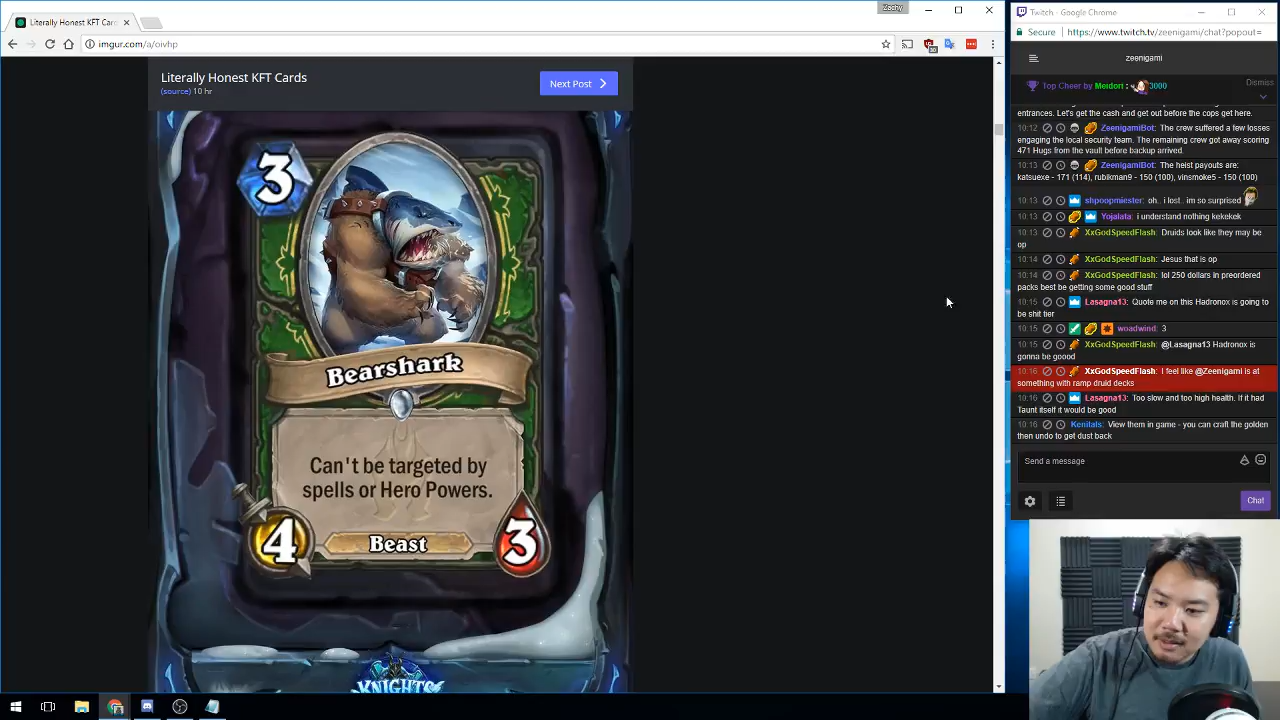 Literally Honest KFT Card
Zachy
imgur.com/a/oivhp
Literally Honest KFT Cards
(source) 10 hr
Next Post
3
Bearshark
Can't be targeted by
spells or Hero Powers.
4
Beast
3
KNIGHTS
Twitch - Google Chrome
Secure
https://www.twitch.tv/zeenigami/chat?popout=
zeenigami
Top Cheer by Meidori : 3000
Dismiss
entrances. Let's get the cash and get out before the cops get here.
10:12 ZeenigamiBot: The crew suffered a few losses
engaging the local security team. The remaining crew got away scoring
471 Hugs from the vault before backup arrived.
10:13 ZeenigamiBot: The heist payouts are:
katsuexe - 171 (114), rubikman9 - 150 (100), vinsmoke5 - 150 (100)
10:13 shpoopmiester: oh.. i lost.. im so surprised
10:13 Yojalata: i understand nothing kekekek
10:13 XxGodSpeedFlash: Druids look like they may be
op
10:14 XxGodSpeedFlash: Jesus that is op
10:14 XxGodSpeedFlash: lol 250 dollars in preordered
packs best be getting some good stuff
10:15 Lasagna13: Quote me on this Hadronox is going to
be shit tier
10:15 woadwind: 3
10:15 XxGodSpeedFlash: @Lasagna13 Hadronox is
gonna be goood
10:16 XxGodSpeedFlash: I feel like @Zeenigami is at
something with ramp druid decks
10:16 Lasagna13: Too slow and too high health. If it had
Taunt itself it would be good
10:16 Kenitals: View them in game - you can craft the golden
then undo to get dust back
Send a message
Chat